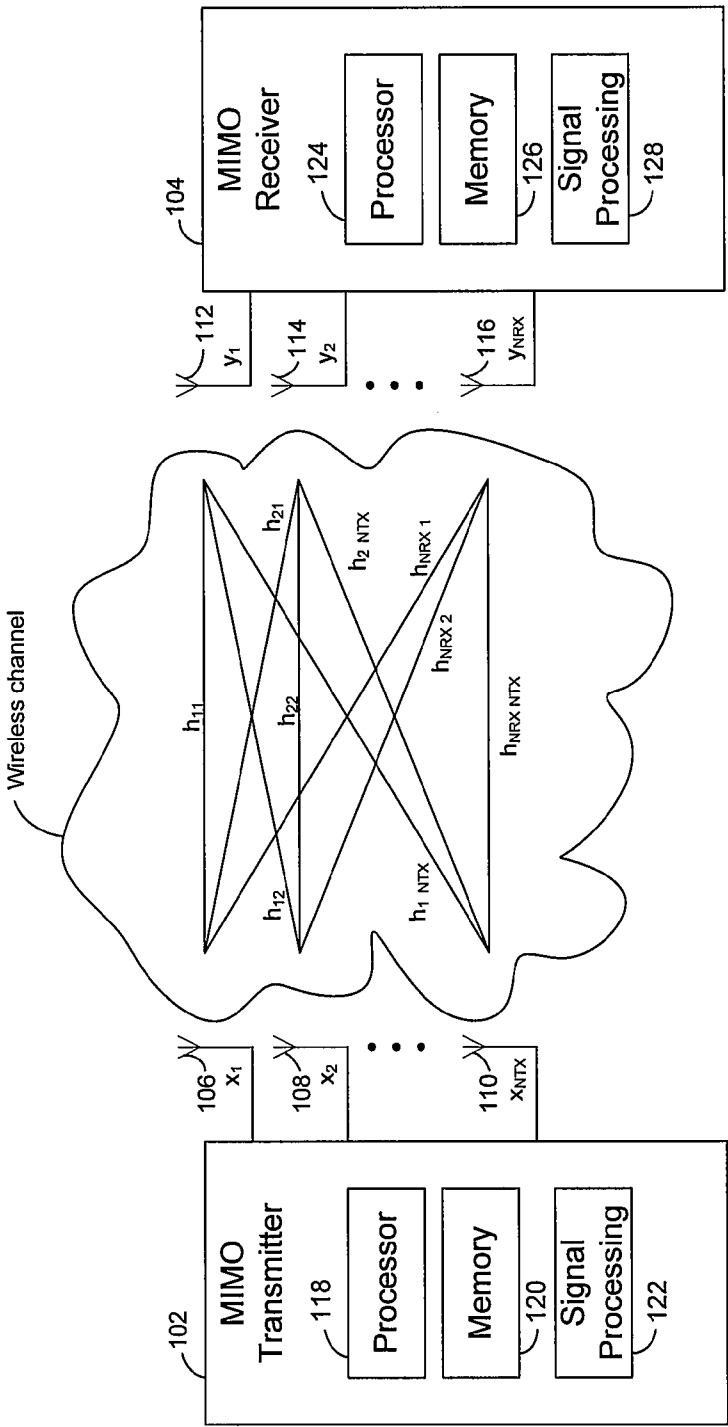 Wireless channel
102
MIMO
Transmitter
118
Processor
Memory
120
Signal
Processing
122
106
x1
108
x2
110
xNTX
h11
h12
h21
h22
h2 NTX
h1 NTX
hNRX 1
hNRX 2
hNRX NTX
112
y1
114
y2
116
yNRX
104
MIMO
Receiver
124
Processor
Memory
126
Signal
Processing
128